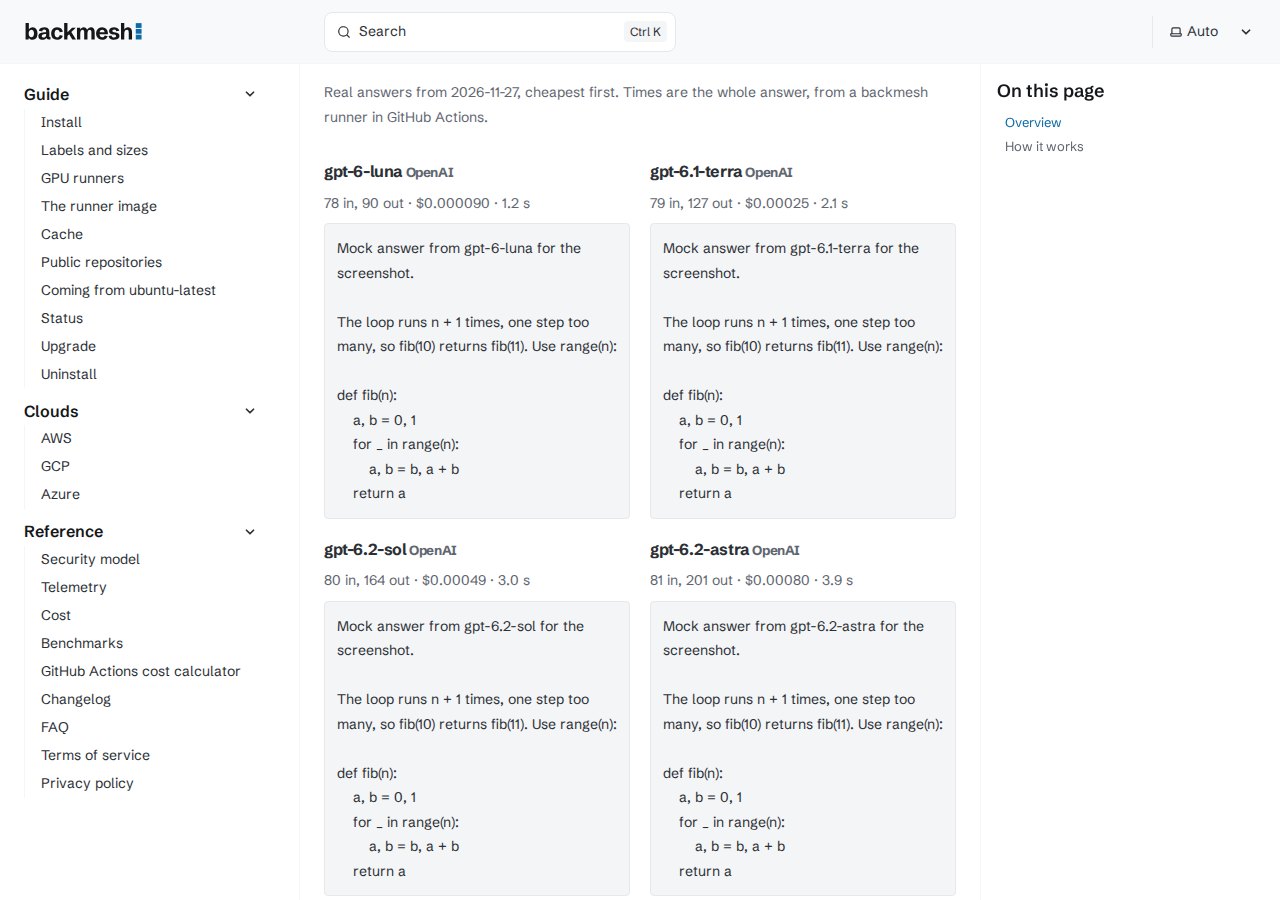 backmesh
Search
Ctrl K
Auto
Guide
Install
Labels and sizes
GPU runners
The runner image
Cache
Public repositories
Coming from ubuntu-latest
Status
Upgrade
Uninstall
Clouds
AWS
GCP
Azure
Reference
Security model
Telemetry
Cost
Benchmarks
GitHub Actions cost calculator
Changelog
FAQ
Terms of service
Privacy policy
Real answers from 2026-11-27, cheapest first. Times are the whole answer, from a backmesh
runner in GitHub Actions.
gpt-6-luna OpenAI
78 in, 90 out · $0.000090 · 1.2 s
Mock answer from gpt-6-luna for the
screenshot.
The loop runs n + 1 times, one step too
many, so fib(10) returns fib(11). Use range(n):
def fib(n):
    a, b = 0, 1
    for _ in range(n):
        a, b = b, a + b
    return a
gpt-6.1-terra OpenAI
79 in, 127 out · $0.00025 · 2.1 s
Mock answer from gpt-6.1-terra for the
screenshot.
The loop runs n + 1 times, one step too
many, so fib(10) returns fib(11). Use range(n):
def fib(n):
    a, b = 0, 1
    for _ in range(n):
        a, b = b, a + b
    return a
gpt-6.2-sol OpenAI
80 in, 164 out · $0.00049 · 3.0 s
Mock answer from gpt-6.2-sol for the
screenshot.
The loop runs n + 1 times, one step too
many, so fib(10) returns fib(11). Use range(n):
def fib(n):
    a, b = 0, 1
    for _ in range(n):
        a, b = b, a + b
    return a
gpt-6.2-astra OpenAI
81 in, 201 out · $0.00080 · 3.9 s
Mock answer from gpt-6.2-astra for the
screenshot.
The loop runs n + 1 times, one step too
many, so fib(10) returns fib(11). Use range(n):
def fib(n):
    a, b = 0, 1
    for _ in range(n):
        a, b = b, a + b
    return a
On this page
Overview
How it works